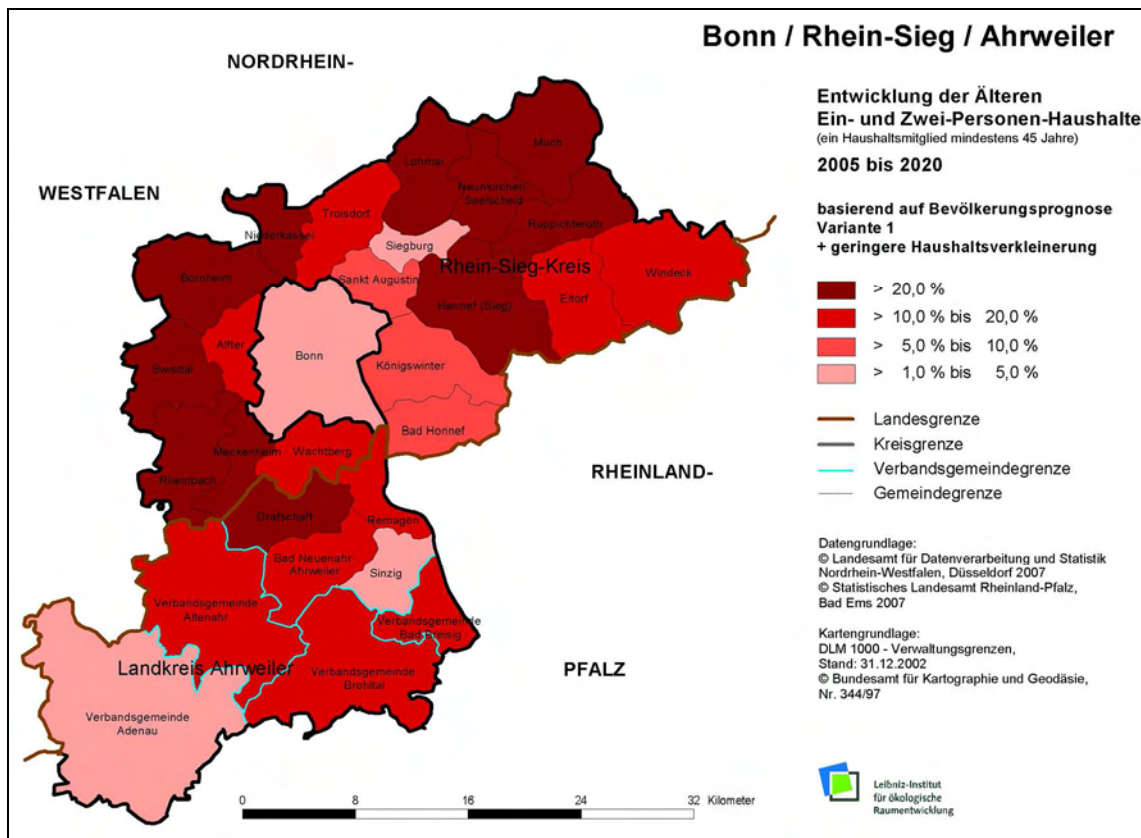 Bonn / Rhein-Sieg / Ahrweiler
NORDRHEIN-
WESTFALEN
RHEINLAND-
PFALZ
Much
Lohmar
Neunkirchen-
Seelscheid
Troisdorf
Ruppichteroth
Niederkassel
Siegburg
Rhein-Sieg-Kreis
Windeck
Bornheim
Sankt Augustin
Hennef (Sieg)
Eitorf
Alfter
Bonn
Königswinter
Swisttal
Bad Honnef
Meckenheim
Wachtberg
Rheinbach
Grafschaft
Remagen
Bad Neuenahr-
Ahrweiler
Sinzig
Verbandsgemeinde
Altenahr
Verbandsgemeinde
Bad Breisig
Landkreis Ahrweiler
Verbandsgemeinde
Brohltal
Verbandsgemeinde
Adenau
0 8 16 24 32 Kilometer
Entwicklung der Älteren
Ein- und Zwei-Personen-Haushalte
(ein Haushaltsmitglied mindestens 45 Jahre)
2005 bis 2020
basierend auf Bevölkerungsprognose
Variante 1
+ geringere Haushaltsverkleinerung
> 20,0 %
> 10,0 % bis 20,0 %
> 5,0 % bis 10,0 %
> 1,0 % bis 5,0 %
Landesgrenze
Kreisgrenze
Verbandsgemeindegrenze
Gemeindegrenze
Datengrundlage:
© Landesamt für Datenverarbeitung und Statistik
Nordrhein-Westfalen, Düsseldorf 2007
© Statistisches Landesamt Rheinland-Pfalz,
Bad Ems 2007
Kartengrundlage:
DLM 1000 - Verwaltungsgrenzen,
Stand: 31.12.2002
© Bundesamt für Kartographie und Geodäsie,
Nr. 344/97
Leibniz-Institut
für ökologische
Raumentwicklung